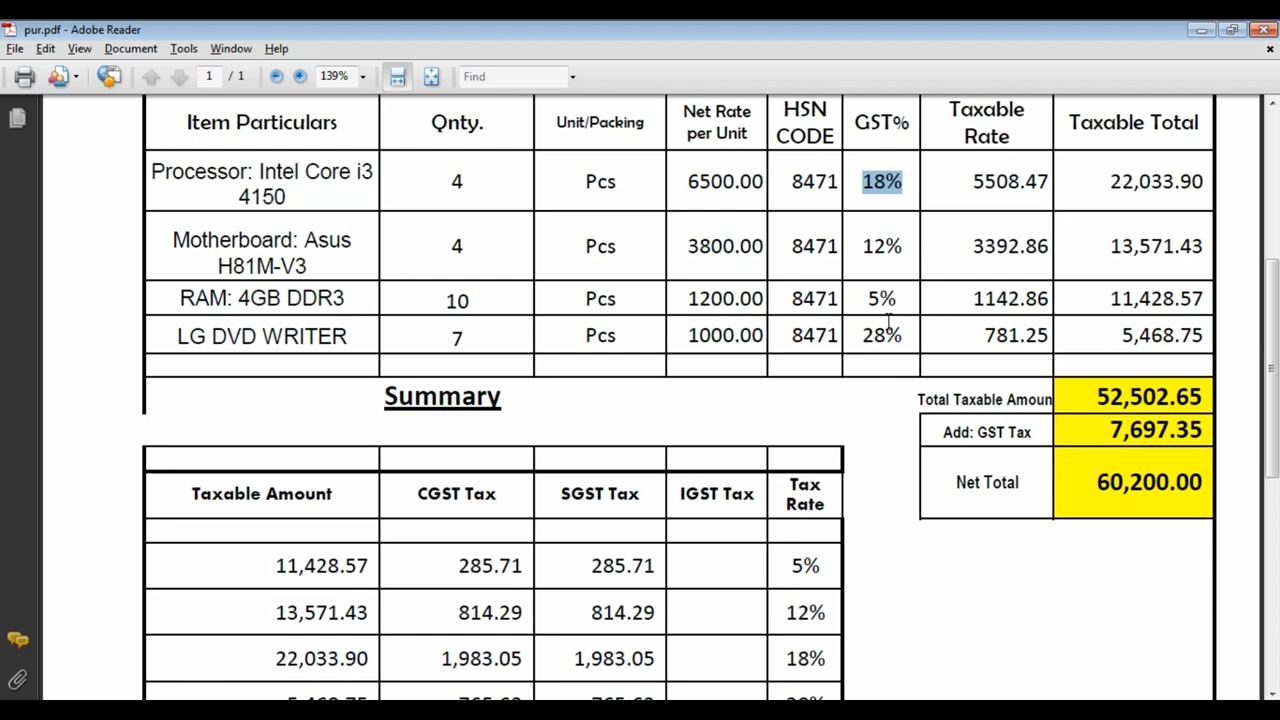 pur.pdf - Adobe Reader
File Edit View Document Tools Window Help
1 / 1 139% Find
Item Particulars Qnty. Unit/Packing Net Rate per Unit HSN CODE GST% Taxable Rate Taxable Total
Processor: Intel Core i3 4150 4 Pcs 6500.00 8471 18% 5508.47 22,033.90
Motherboard: Asus H81M-V3 4 Pcs 3800.00 8471 12% 3392.86 13,571.43
RAM: 4GB DDR3 10 Pcs 1200.00 8471 5% 1142.86 11,428.57
LG DVD WRITER 7 Pcs 1000.00 8471 28% 781.25 5,468.75
Summary Total Taxable Amoun 52,502.65
Add: GST Tax 7,697.35
Net Total 60,200.00
Taxable Amount CGST Tax SGST Tax IGST Tax Tax Rate
11,428.57 285.71 285.71 5%
13,571.43 814.29 814.29 12%
22,033.90 1,983.05 1,983.05 18%